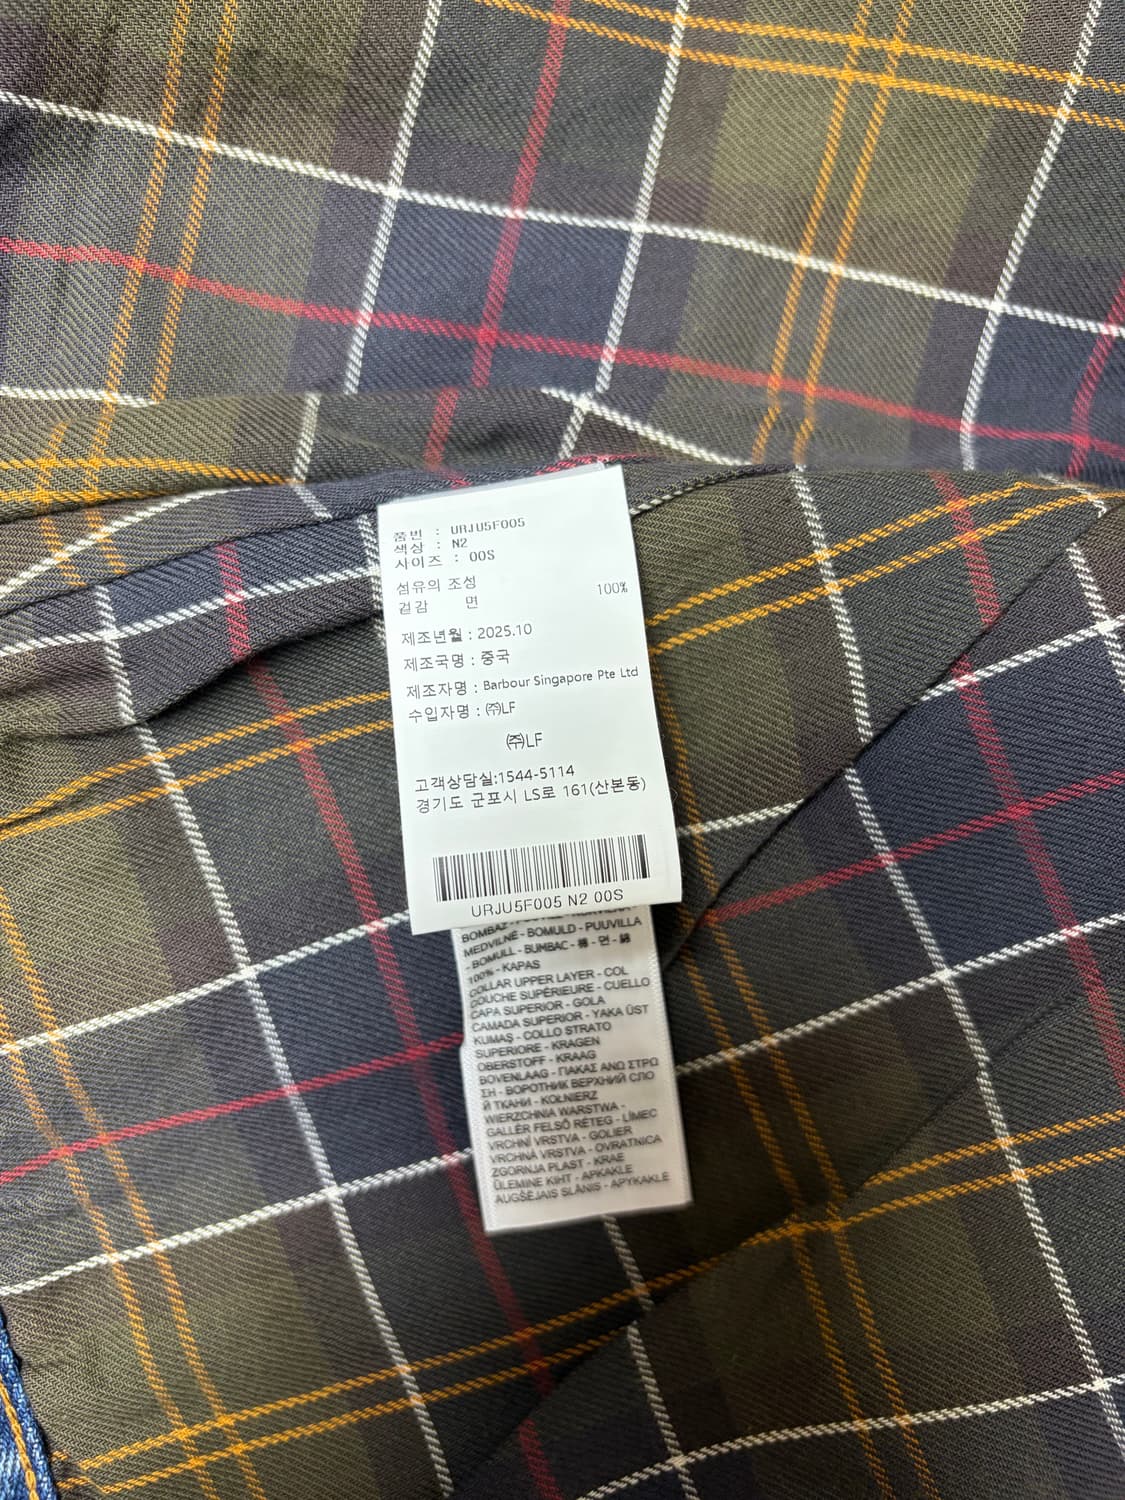 품번 : URJU5F005
색상 : N2
사이즈 : 00S
섬유의 조성
겉감 면 100%
제조년월 : 2025.10
제조국명 : 중국
제조자명 : Barbour Singapore Pte Ltd
수입자명 : ㈜LF
㈜LF
고객상담실:1544-5114
경기도 군포시 LS로 161(산본동)
URJU5F005 N2 00S
MEDVILNĖ - BOMULD - PUUVILLA
- BOMULL - BUMBAC - 棉 - 면 - 綿
100% - KAPAS
COLLAR UPPER LAYER - COL
COUCHE SUPÉRIEURE - CUELLO
CAPA SUPERIOR - GOLA
CAMADA SUPERIOR - YAKA ÜST
KUMAŞ - COLLO STRATO
SUPERIORE - KRAGEN
OBERSTOFF - KRAAG
BOVENLAAG - ΓΙΑΚΑΣ ΑΝΩ ΣΤΡΩ
ΣΗ - ВОРОТНИК ВЕРХНИЙ СЛО
Й ТКАНИ - KOŁNIERZ
WIERZCHNIA WARSTWA -
GALLÉR FELSŐ RÉTEG - LÍMEC
VRCHNÍ VRSTVA - GOLIER
VRCHNÁ VRSTVA - OVRATNICA
ZGORNJA PLAST - KRAE
ÜLEMINE KIHT - APKAKLE
AUGŠĒJAIS SLĀNIS - APYKAKLĖ